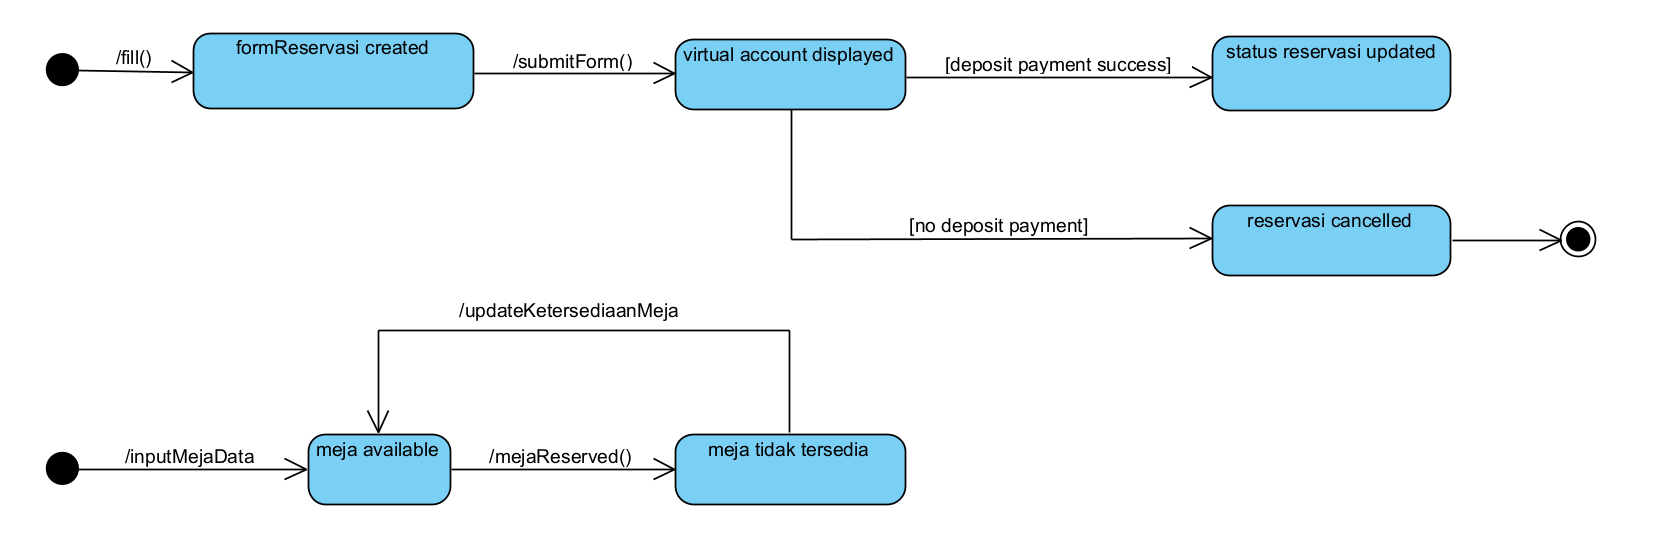 /fill()
formReservasi created
/submitForm()
virtual account displayed
[deposit payment success]
status reservasi updated
[no deposit payment]
reservasi cancelled
/updateKetersediaanMeja
/inputMejaData
meja available
/mejaReserved()
meja tidak tersedia